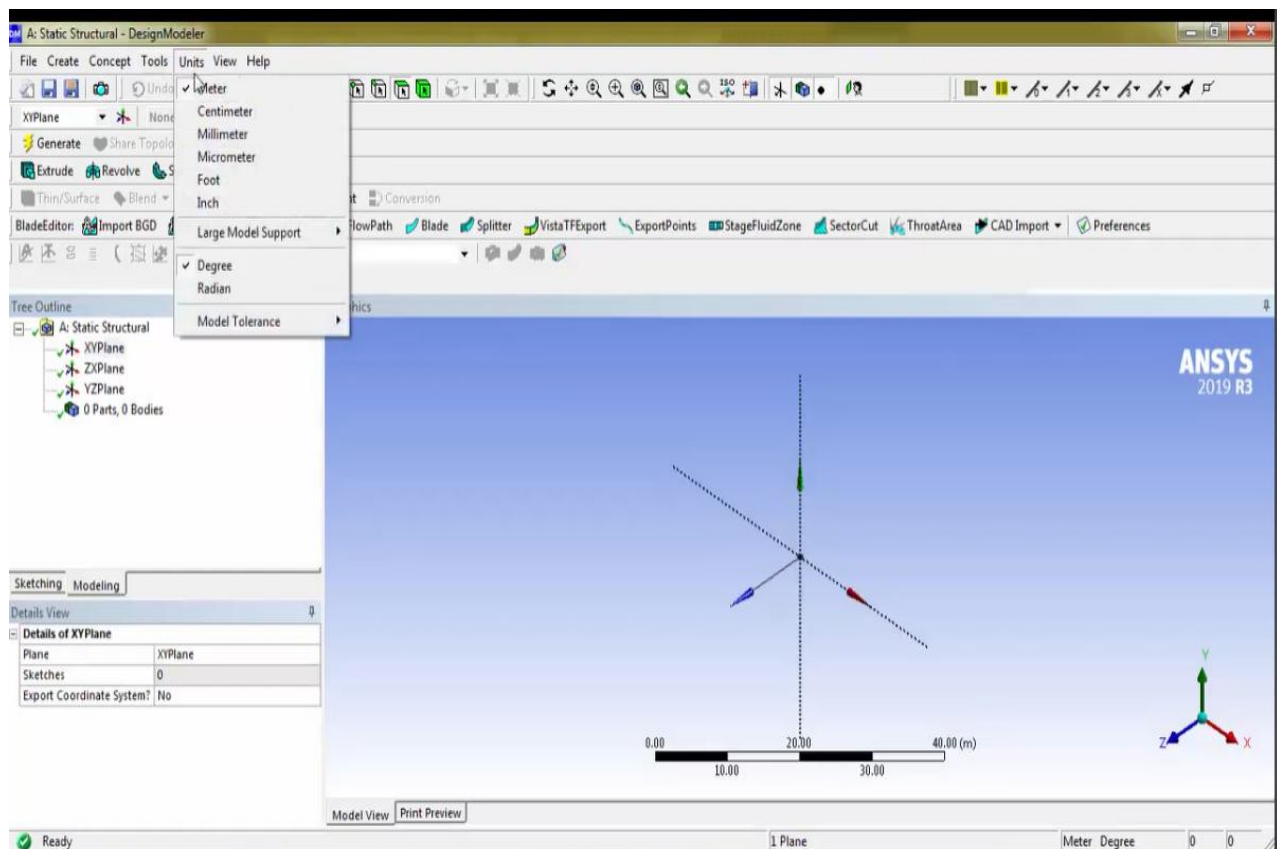 A: Static Structural - DesignModeler
File Create Concept Tools Units View Help
Undo
Meter
XYPlane
None
Centimeter
Millimeter
Generate Share Topolo
Micrometer
Extrude Revolve S
Foot
Thin/Surface Blend
Inch
Conversion
BladeEditor: Import BGD
Large Model Support
FlowPath Blade Splitter VistaTFExport ExportPoints StageFluidZone SectorCut ThroatArea CAD Import Preferences
Degree
Radian
Model Tolerance
Tree Outline
A: Static Structural
XYPlane
ZXPlane
YZPlane
0 Parts, 0 Bodies
ANSYS
2019 R3
Sketching Modeling
Details View
Details of XYPlane
Plane XYPlane
Sketches 0
Export Coordinate System? No
0.00 20.00 40.00 (m)
10.00 30.00
Y
Z X
Model View Print Preview
Ready 1 Plane Meter Degree 0 0